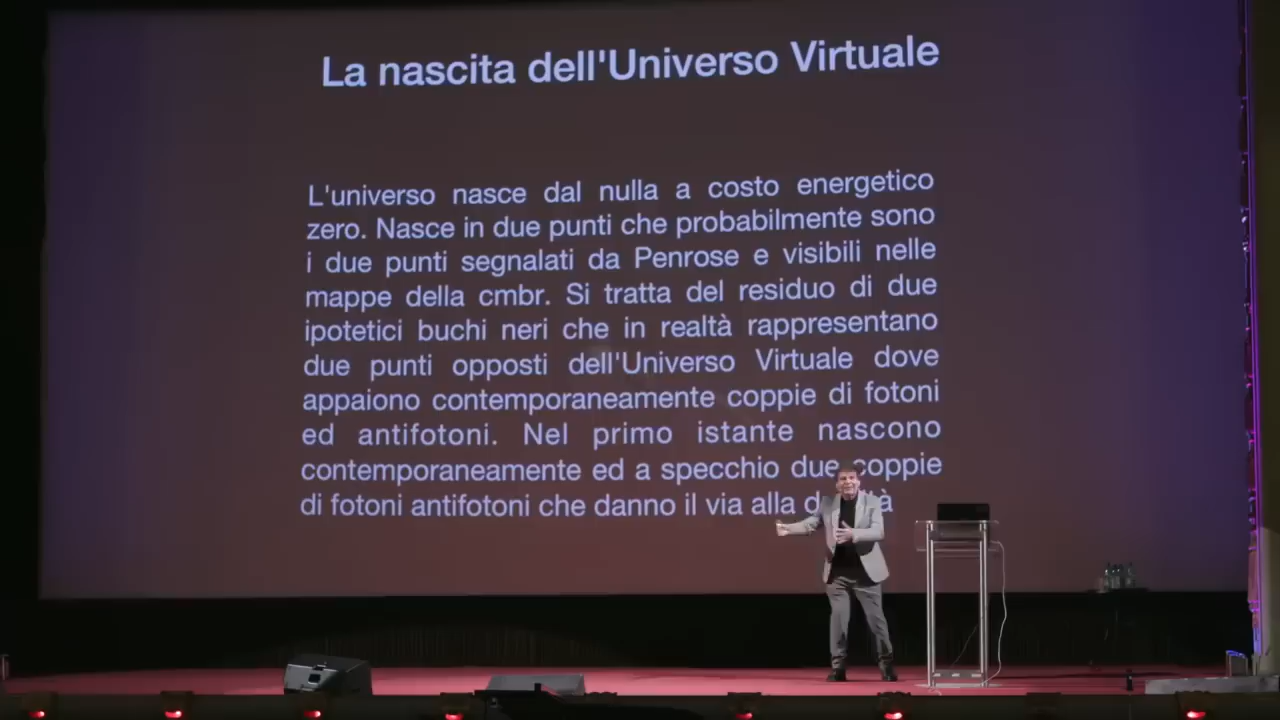 La nascita dell'Universo Virtuale
L'universo nasce dal nulla a costo energetico
zero. Nasce in due punti che probabilmente sono
i due punti segnalati da Penrose e visibili nelle
mappe della cmbr. Si tratta del residuo di due
ipotetici buchi neri che in realtà rappresentano
due punti opposti dell'Universo Virtuale dove
appaiono contemporaneamente coppie di fotoni
ed antifotoni. Nel primo istante nascono
contemporaneamente ed a specchio due coppie
di fotoni antifotoni che danno il via alla